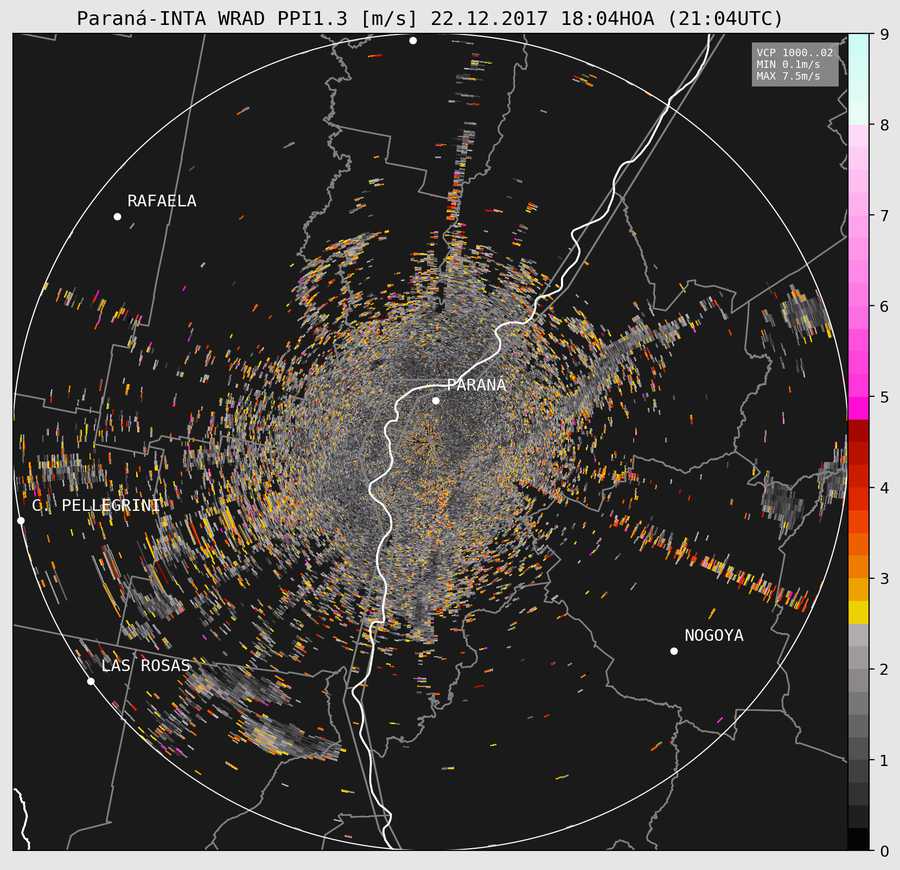 Paraná-INTA WRAD PPI1.3 [m/s] 22.12.2017 18:04HOA (21:04UTC)
VCP 1000..02
MIN 0.1m/s
MAX 7.5m/s
9
8
7
6
5
4
3
2
1
0
RAFAELA
PARANÁ
C. PELLEGRINI
NOGOYA
LAS ROSAS